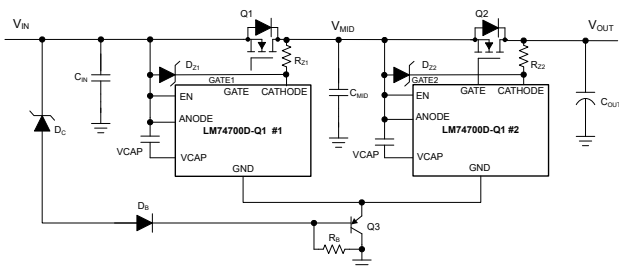 VIN
Q1
VMID
Q2
VOUT
DZ1
RZ1
DZ2
RZ2
CIN
GATE1
GATE2
EN
GATE CATHODE
CMID
EN
GATE CATHODE
COUT
ANODE
LM74700D-Q1 #1
ANODE
LM74700D-Q1 #2
DC
VCAP
VCAP
VCAP
VCAP
GND
GND
DB
Q3
RB